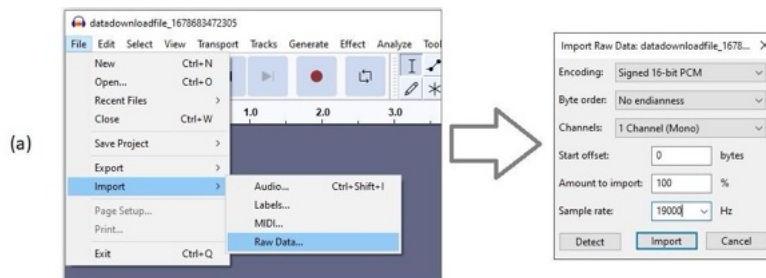 datadownloadfile_1678683472305
File Edit Select View Transport Tracks Generate Effect Analyze Tool
New Ctrl+N
Open... Ctrl+O
Recent Files >
Close Ctrl+W
Save Project >
Export >
Import >
Page Setup...
Print...
Exit Ctrl+Q
1.0 2.0 3.0
Audio... Ctrl+Shift+I
Labels...
MIDI...
Raw Data...
(a)
Import Raw Data: datadownloadfile_1678... X
Encoding: Signed 16-bit PCM
Byte order: No endianness
Channels: 1 Channel (Mono)
Start offset: 0 bytes
Amount to import: 100 %
Sample rate: 19000 Hz
Detect Import Cancel